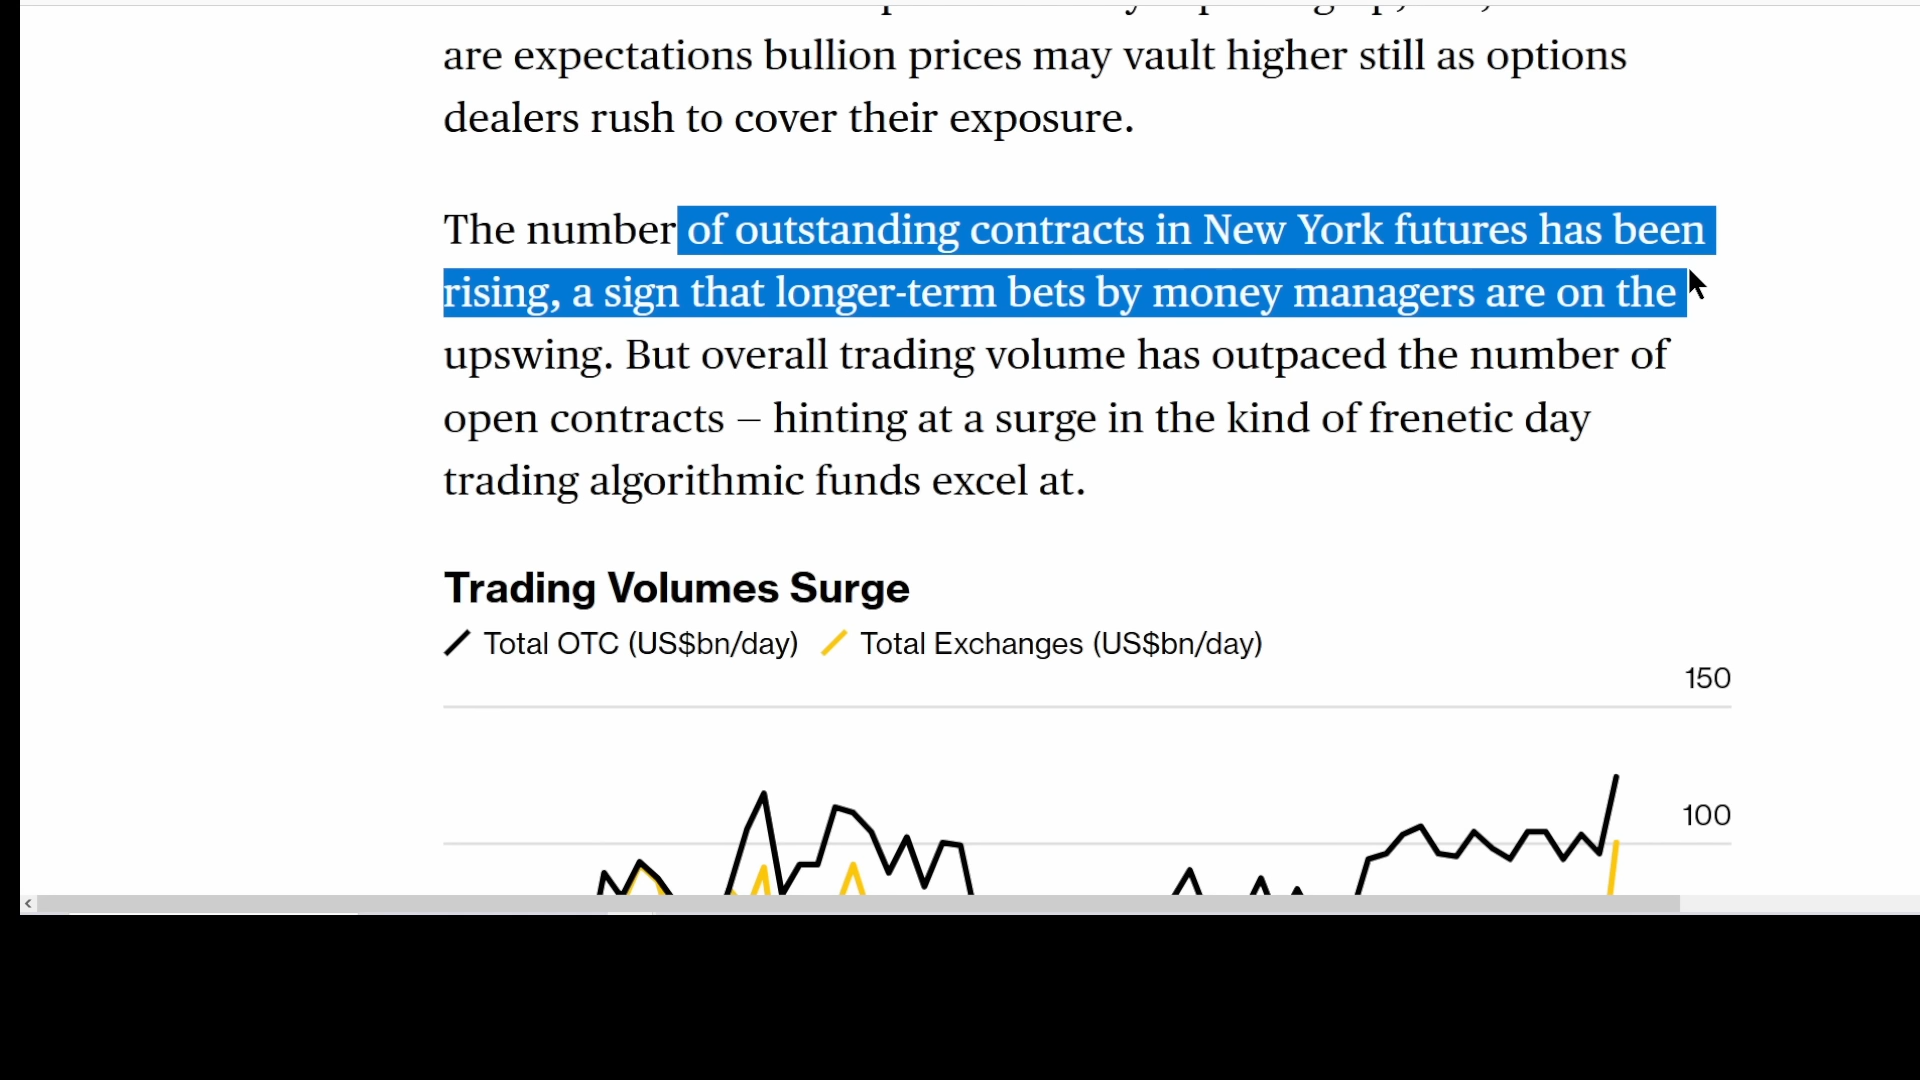 are expectations bullion prices may vault higher still as options
dealers rush to cover their exposure.
The number of outstanding contracts in New York futures has been
rising, a sign that longer-term bets by money managers are on the
upswing. But overall trading volume has outpaced the number of
open contracts – hinting at a surge in the kind of frenetic day
trading algorithmic funds excel at.
Trading Volumes Surge
Total OTC (US$bn/day) Total Exchanges (US$bn/day)
150
100